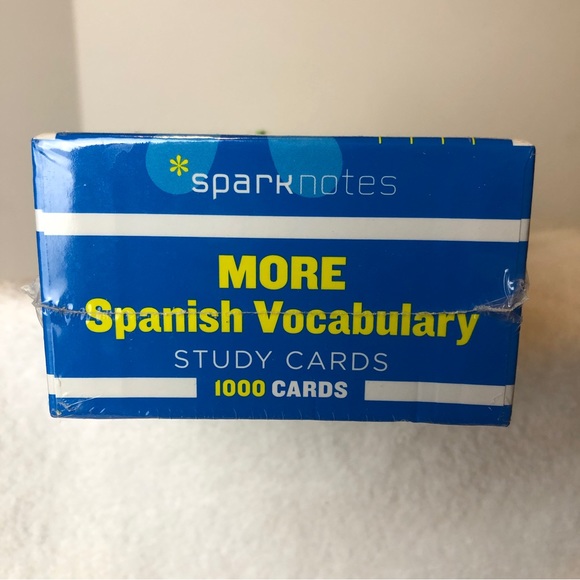 *sparknotes
MORE
Spanish Vocabulary
STUDY CARDS
1000 CARDS